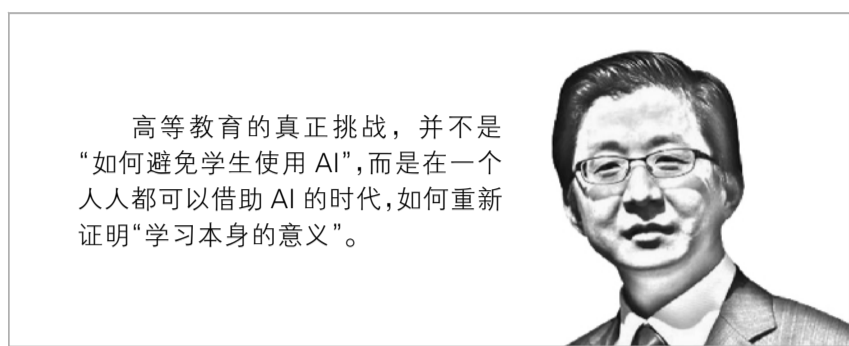 高等教育的真正挑战，并不是
“如何避免学生使用 AI”，而是在一个
人人都可以借助 AI 的时代，如何重新
证明“学习本身的意义”。